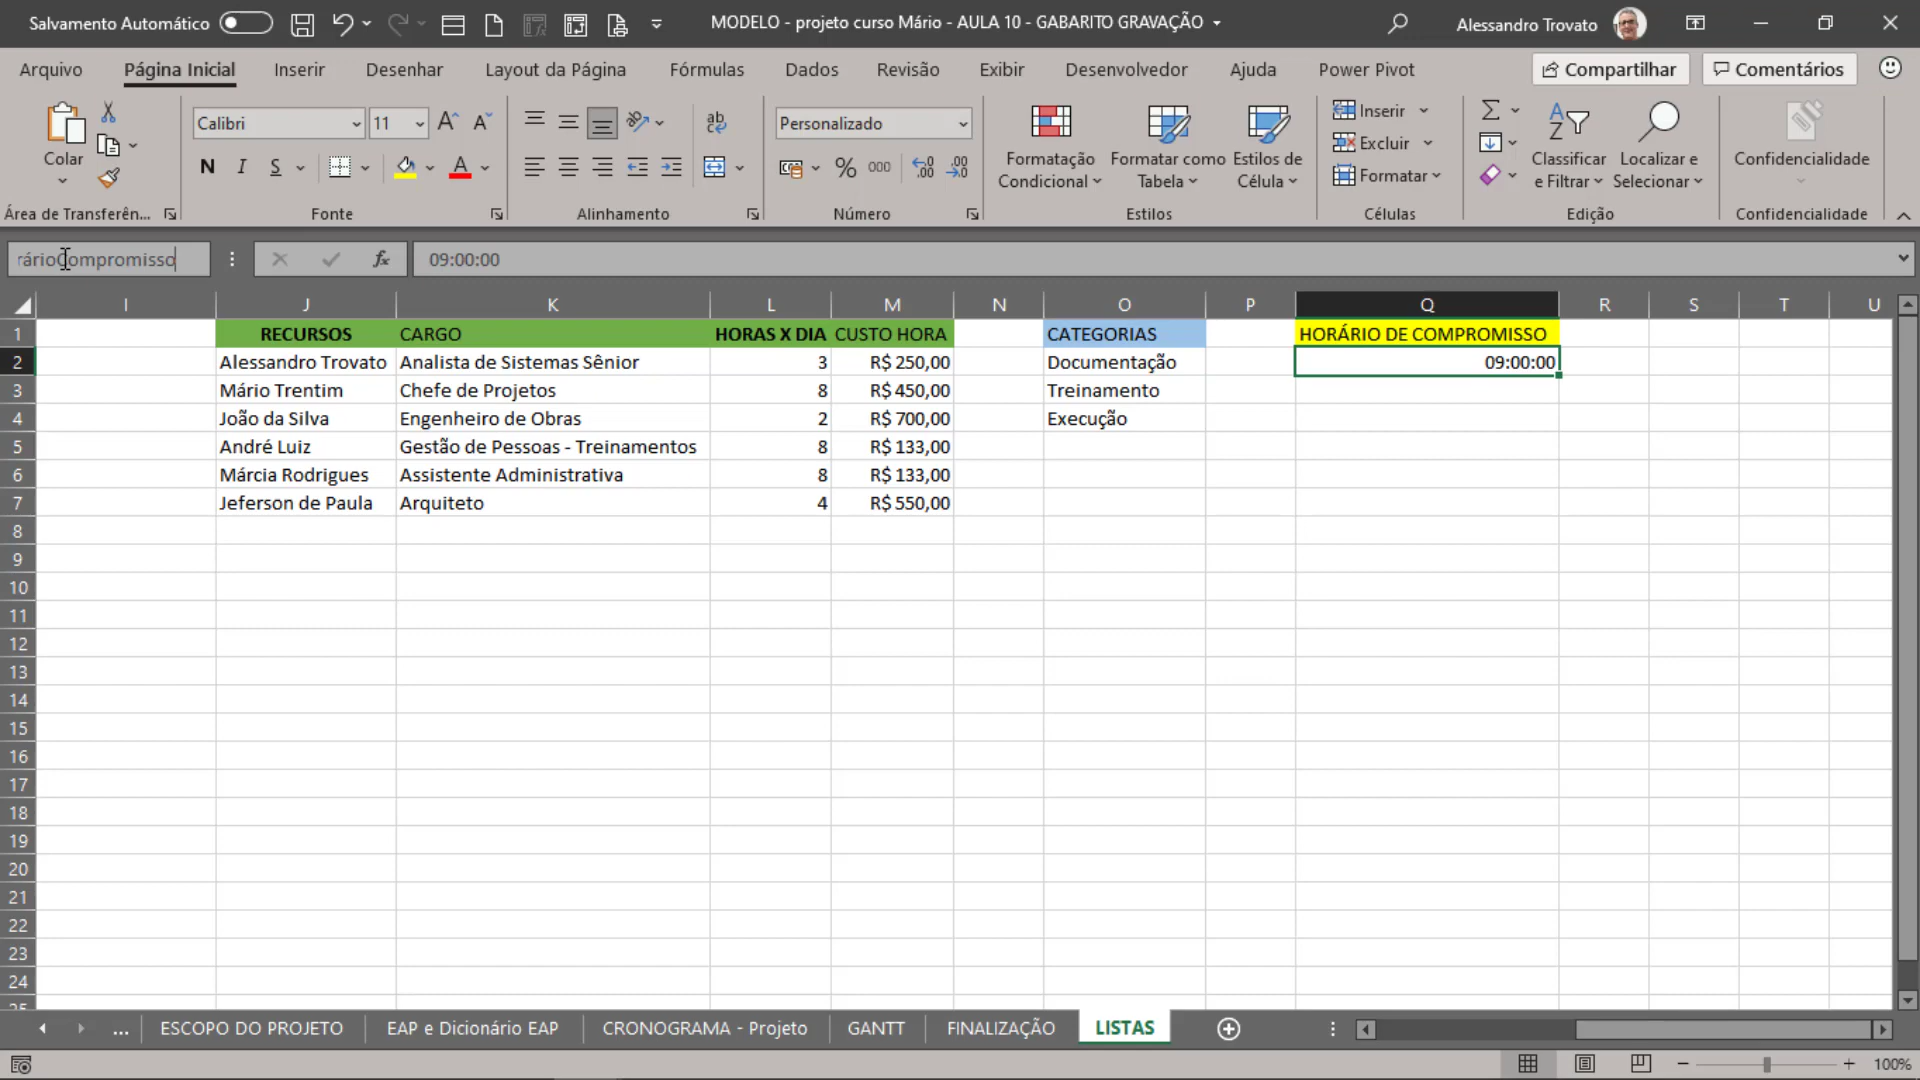 Salvamento Automático
MODELO - projeto curso Mário - AULA 10 - GABARITO GRAVAÇÃO
Alessandro Trovato
Arquivo Página Inicial Inserir Desenhar Layout da Página Fórmulas Dados Revisão Exibir Desenvolvedor Ajuda Power Pivot Compartilhar Comentários
Colar
Calibri 11
N I S
Personalizado
% 000
Formatação Condicional
Formatar como Tabela
Estilos de Célula
Inserir
Excluir
Formatar
Classificar e Filtrar
Localizar e Selecionar
Confidencialidade
Área de Transferên... Fonte Alinhamento Número Estilos Células Edição Confidencialidade
rárioCompromisso fx 09:00:00
I J K L M N O P Q R S T U
1 RECURSOS CARGO HORAS X DIA CUSTO HORA CATEGORIAS HORÁRIO DE COMPROMISSO
2 Alessandro Trovato Analista de Sistemas Sênior 3 R$ 250,00 Documentação 09:00:00
3 Mário Trentim Chefe de Projetos 8 R$ 450,00 Treinamento
4 João da Silva Engenheiro de Obras 2 R$ 700,00 Execução
5 André Luiz Gestão de Pessoas - Treinamentos 8 R$ 133,00
6 Márcia Rodrigues Assistente Administrativa 8 R$ 133,00
7 Jeferson de Paula Arquiteto 4 R$ 550,00
8
9
10
11
12
13
14
15
16
17
18
19
20
21
22
23
24
25
... ESCOPO DO PROJETO EAP e Dicionário EAP CRONOGRAMA - Projeto GANTT FINALIZAÇÃO LISTAS
100%